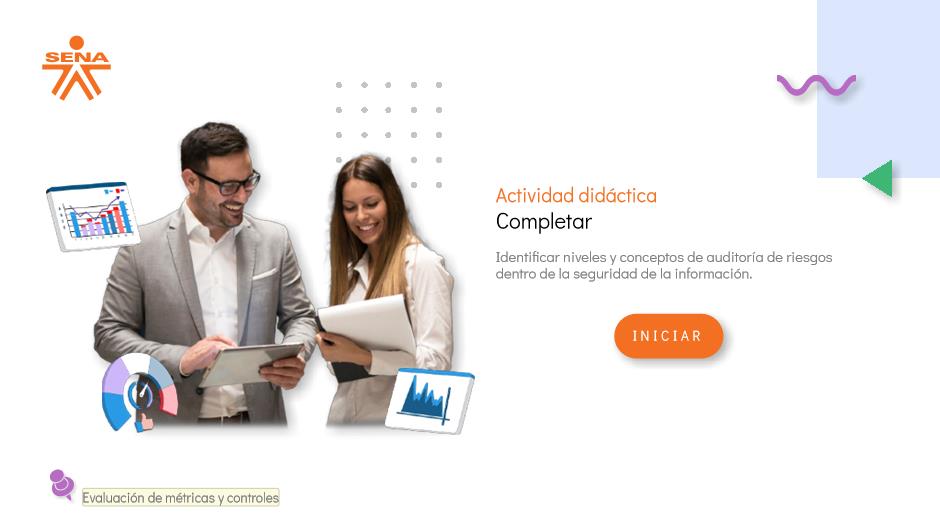 SENA
Actividad didáctica
Completar
Identificar niveles y conceptos de auditoría de riesgos
dentro de la seguridad de la información.
INICIAR
Evaluación de métricas y controles